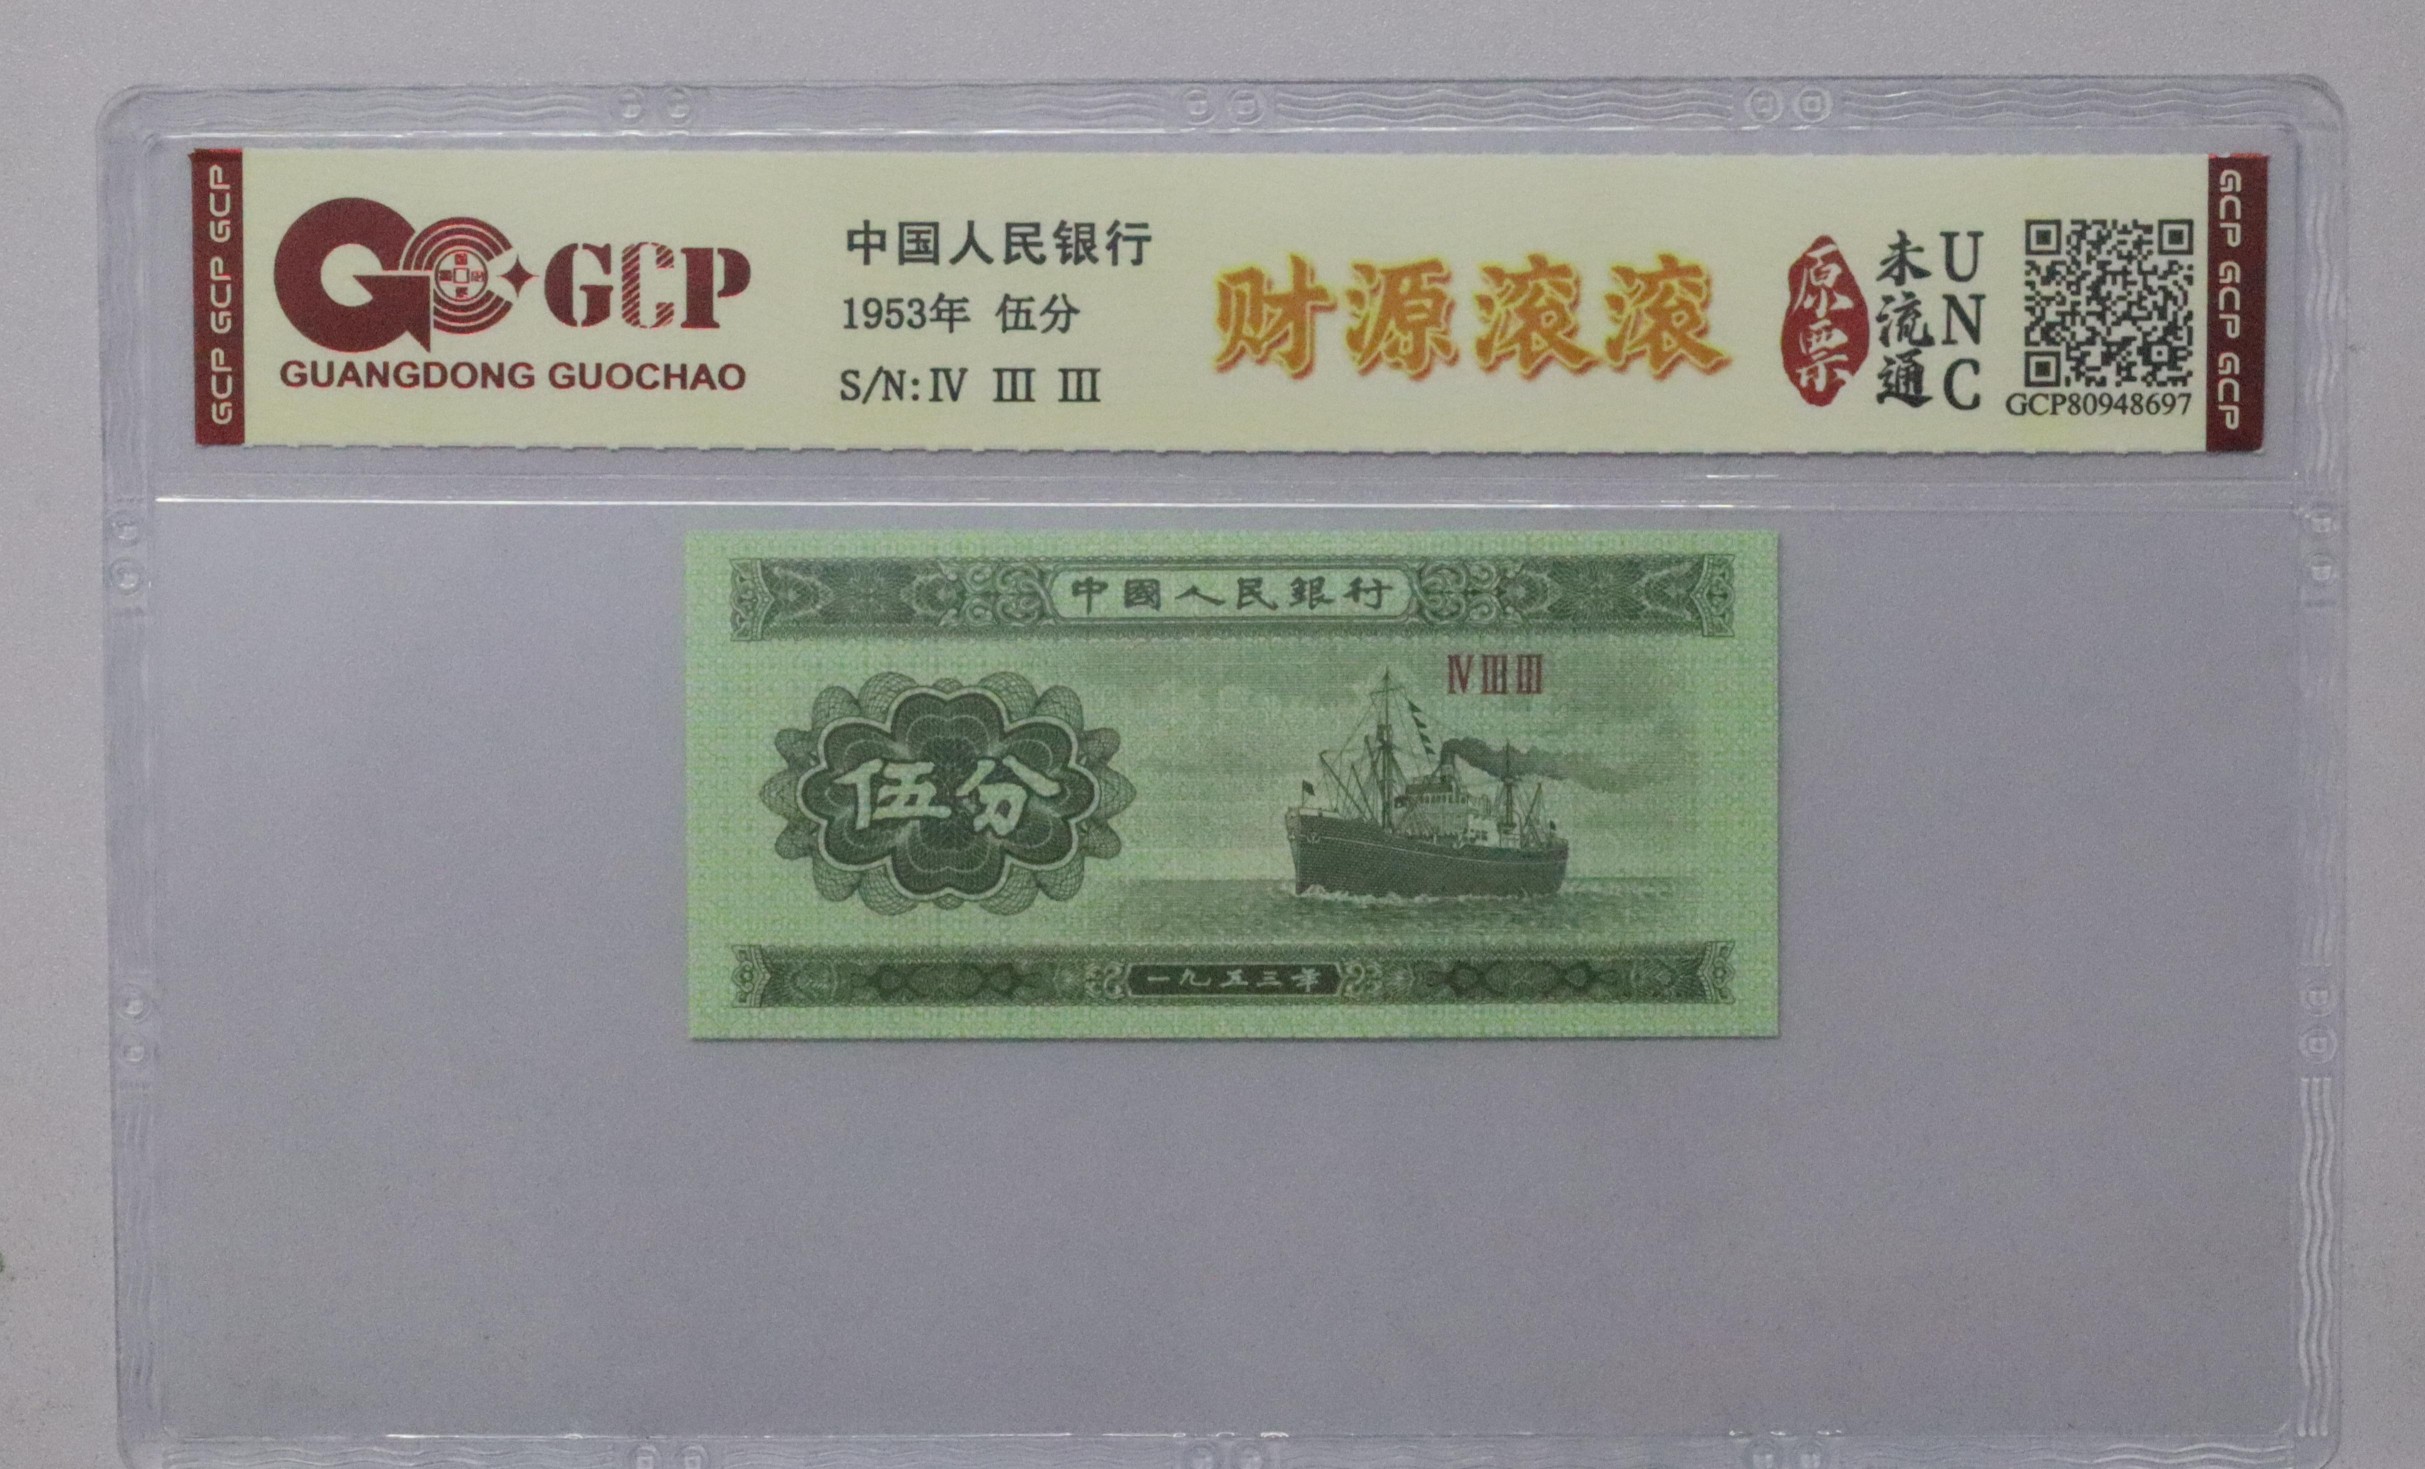 GCP GCP GCP
GCP
GUANGDONG GUOCHAO
中国人民银行
1953年 伍分
S/N:Ⅳ Ⅲ Ⅲ
财源滚滚
原票
未流通
UNC
GCP80948697
GCP GCP GCP
中國人民銀行
Ⅳ Ⅲ Ⅲ
伍分
一九五三年